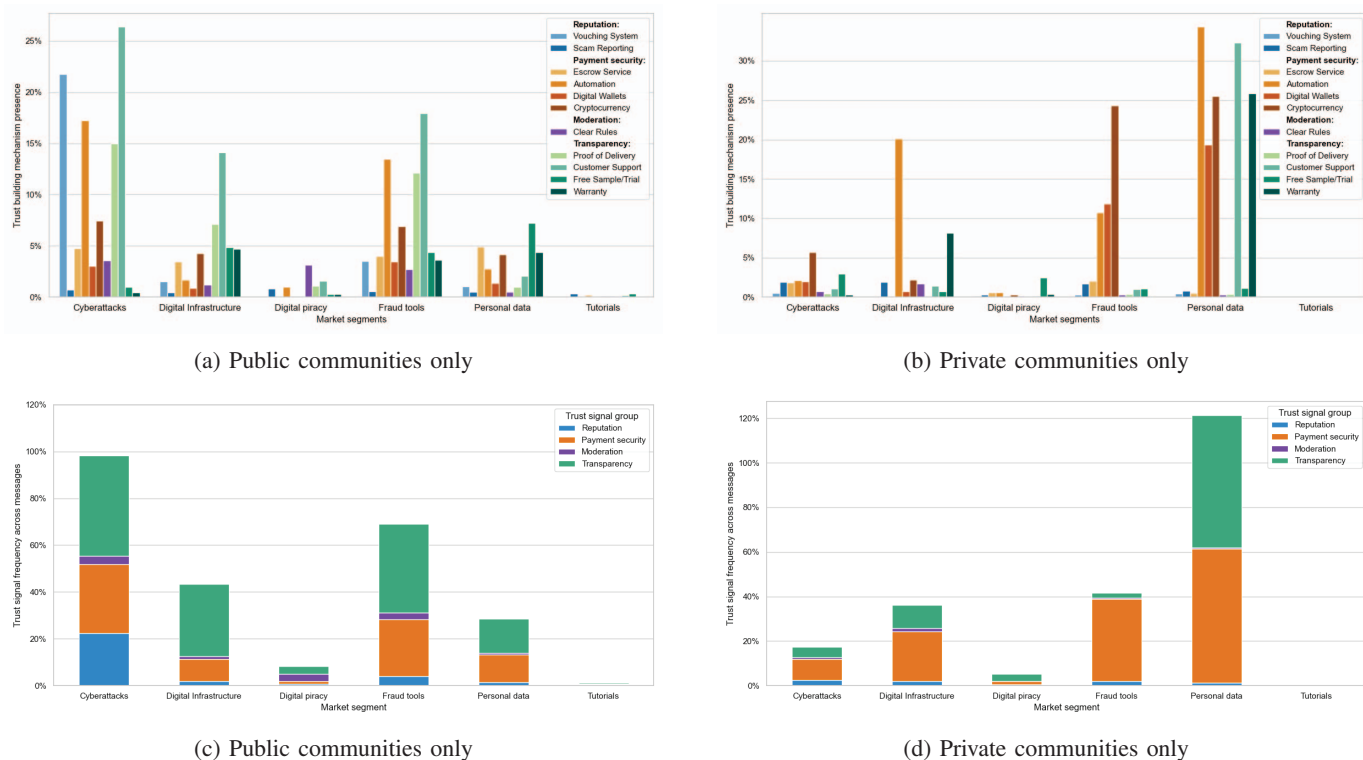 Trust building mechanism presence
25%
20%
15%
10%
5%
0%
Cyberattacks
Digital Infrastructure
Digital piracy
Fraud tools
Personal data
Tutorials
Market segments
Reputation:
Vouching System
Scam Reporting
Payment security:
Escrow Service
Automation
Digital Wallets
Cryptocurrency
Moderation:
Clear Rules
Transparency:
Proof of Delivery
Customer Support
Free Sample/Trial
Warranty
(a) Public communities only
Trust building mechanism presence
30%
25%
20%
15%
10%
5%
0%
Cyberattacks
Digital Infrastructure
Digital piracy
Fraud tools
Personal data
Tutorials
Market segments
Reputation:
Vouching System
Scam Reporting
Payment security:
Escrow Service
Automation
Digital Wallets
Cryptocurrency
Moderation:
Clear Rules
Transparency:
Proof of Delivery
Customer Support
Free Sample/Trial
Warranty
(b) Private communities only
Trust signal frequency across messages
120%
100%
80%
60%
40%
20%
0%
Cyberattacks
Digital Infrastructure
Digital piracy
Fraud tools
Personal data
Tutorials
Market segment
Trust signal group
Reputation
Payment security
Moderation
Transparency
(c) Public communities only
Trust signal frequency across messages
120%
100%
80%
60%
40%
20%
0%
Cyberattacks
Digital Infrastructure
Digital piracy
Fraud tools
Personal data
Tutorials
Market segment
Trust signal group
Reputation
Payment security
Moderation
Transparency
(d) Private communities only